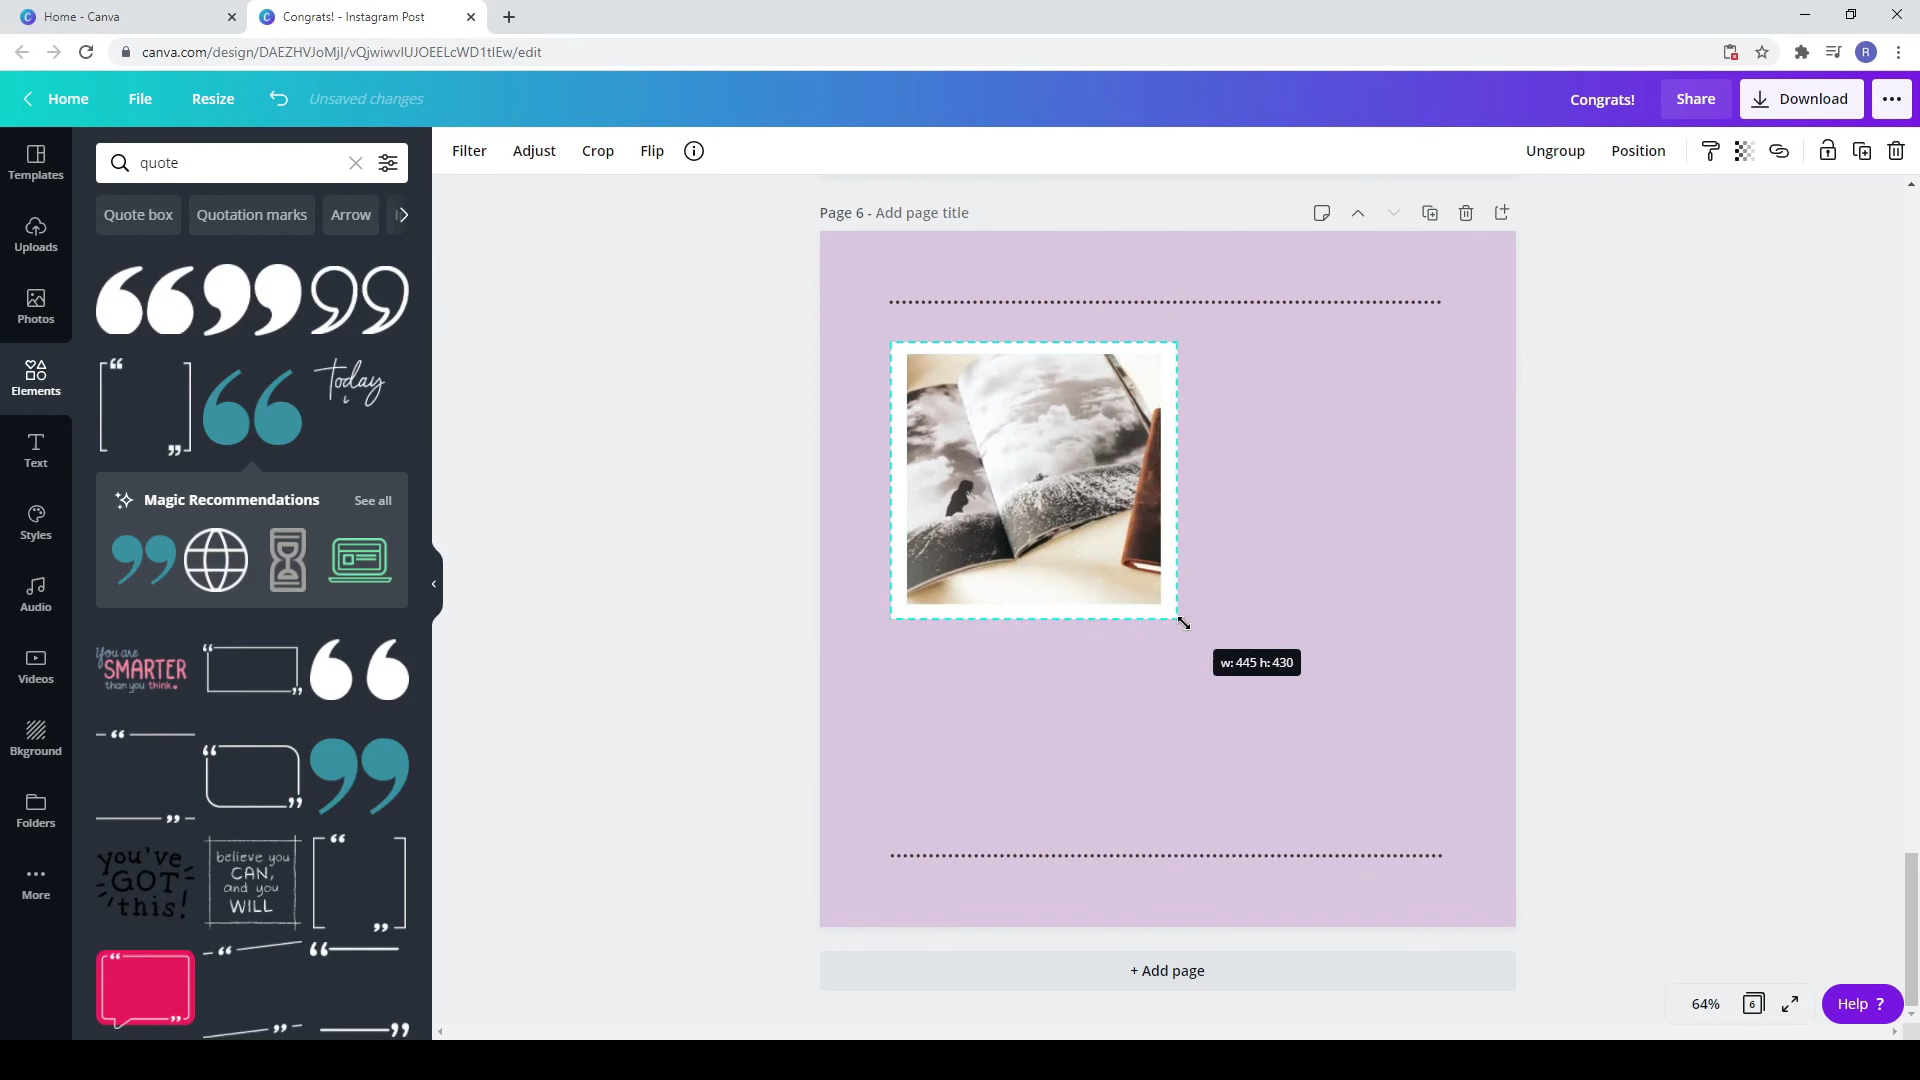 Home - Canva
Congrats! - Instagram Post
canva.com/design/DAEZHVJoMjI/vQjwiwvIUJOEELcWD1tIEw/edit
R
Home
File
Resize
Unsaved changes
Congrats!
Share
Download
Templates
Uploads
Photos
Elements
Text
Styles
Audio
Videos
Bkground
Folders
More
quote
Quote box
Quotation marks
Arrow
today
Magic Recommendations
See all
You are
SMARTER
than you think
you've
GOT
this!
believe you
CAN,
and you
WILL
Filter
Adjust
Crop
Flip
Ungroup
Position
Page 6 - Add page title
w: 445 h: 430
+ Add page
64%
6
Help ?